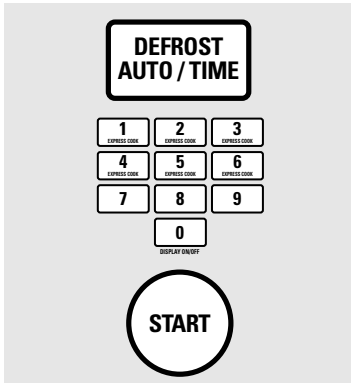 DEFROST
AUTO / TIME
1 2 3
EXPRESS COOK EXPRESS COOK EXPRESS COOK
4 5 6
EXPRESS COOK EXPRESS COOK EXPRESS COOK
7 8 9
0
DISPLAY ON/OFF
START